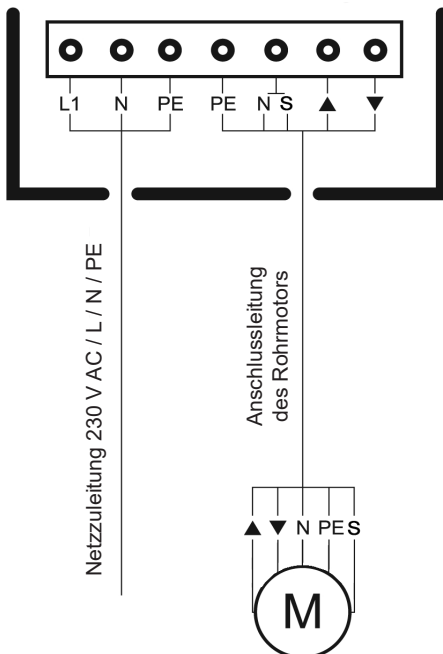 L1 N PE PE N S ▲ ▼
Netzzuleitung 230 V AC / L / N / PE
Anschlussleitung
des Rohrmotors
▲ ▼ N PE S
M